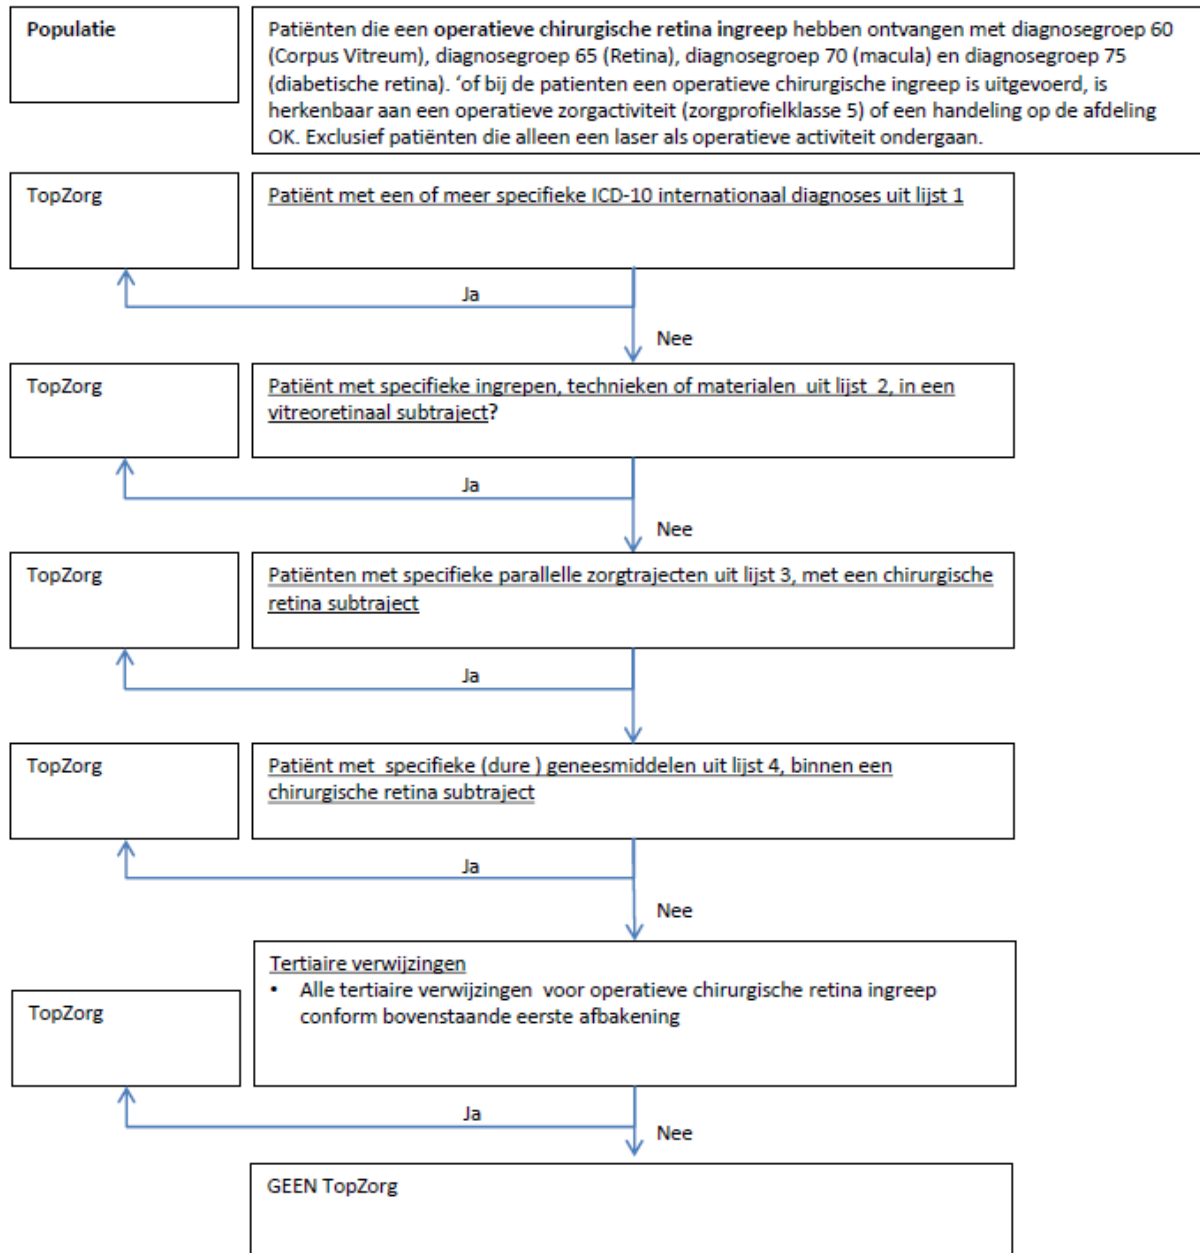 Populatie
Patiënten die een operatieve chirurgische retina ingreep hebben ontvangen met diagnosegroep 60
(Corpus Vitreum), diagnosegroep 65 (Retina), diagnosegroep 70 (macula) en diagnosegroep 75
(diabetische retina). ‘of bij de patienten een operatieve chirurgische ingreep is uitgevoerd, is
herkenbaar aan een operatieve zorgactiviteit (zorgprofielklasse 5) of een handeling op de afdeling
OK. Exclusief patiënten die alleen een laser als operatieve activiteit ondergaan.
TopZorg
Patiënt met een of meer specifieke ICD-10 internationaal diagnoses uit lijst 1
Ja
Nee
TopZorg
Patiënt met specifieke ingrepen, technieken of materialen uit lijst 2, in een
vitreoretinaal subtraject?
Ja
Nee
TopZorg
Patiënten met specifieke parallelle zorgtrajecten uit lijst 3, met een chirurgische
retina subtraject
Ja
TopZorg
Patiënt met specifieke (dure ) geneesmiddelen uit lijst 4, binnen een
chirurgische retina subtraject
Ja
Nee
Tertiaire verwijzingen
• Alle tertiaire verwijzingen voor operatieve chirurgische retina ingreep
conform bovenstaande eerste afbakening
TopZorg
Ja
Nee
GEEN TopZorg